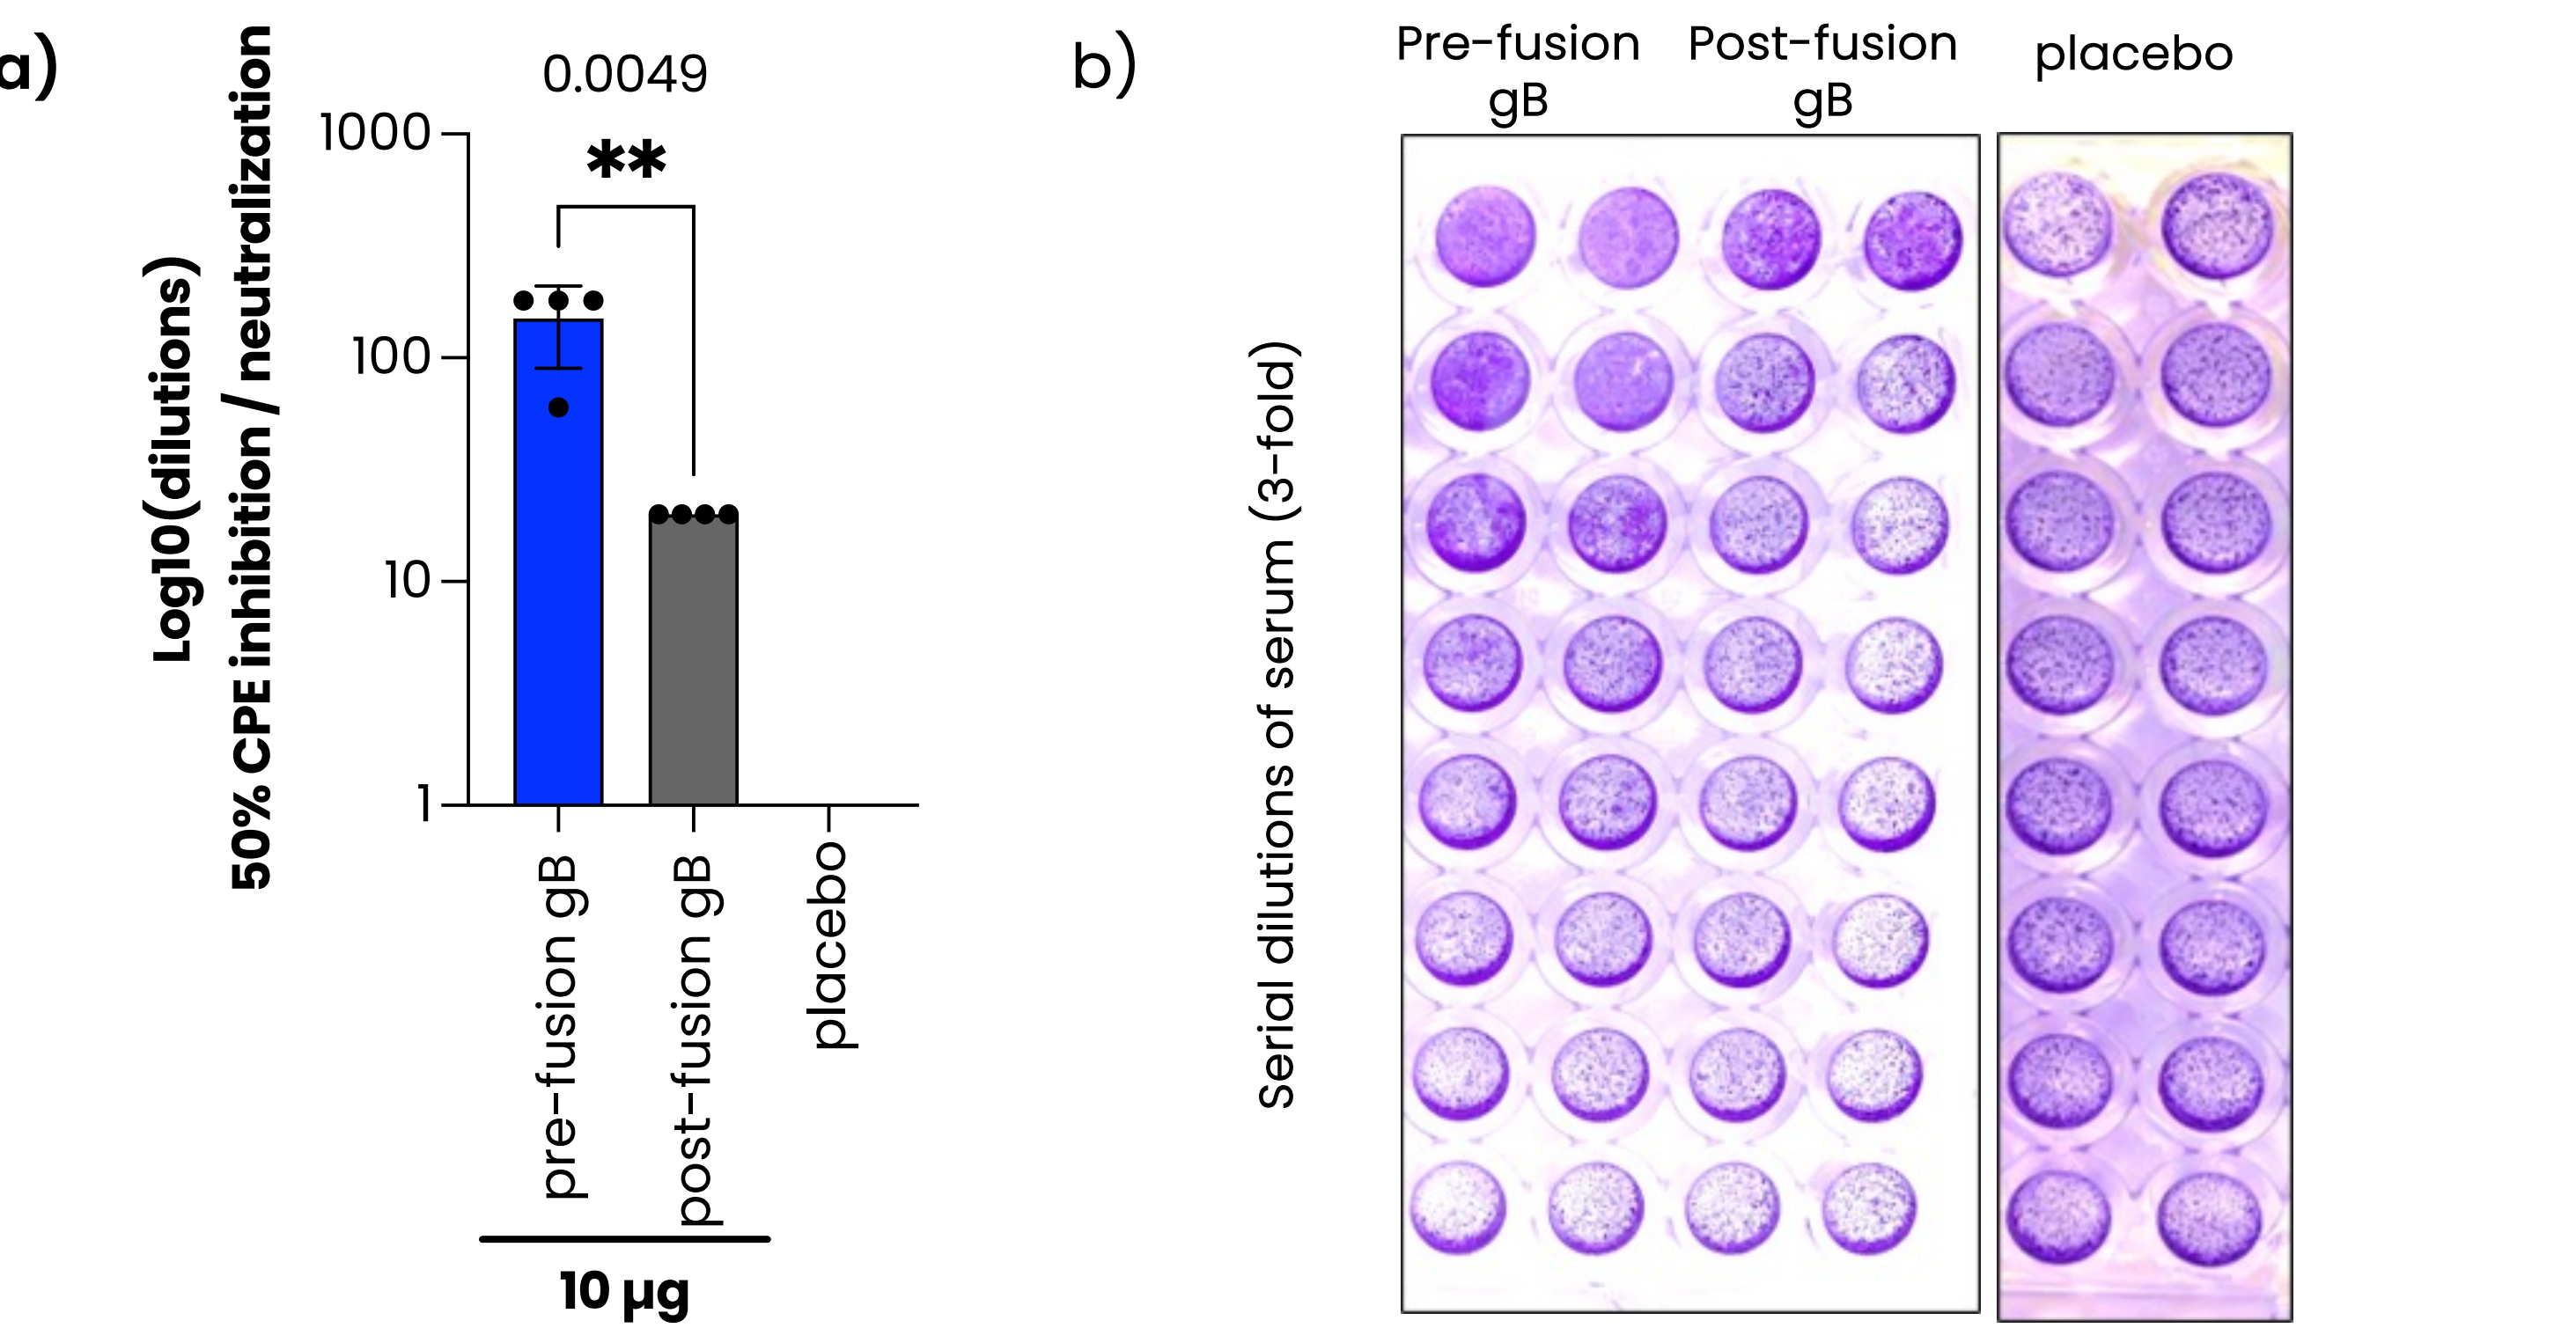 a)
0.0049
**
1000
100
10
1
Log10(dilutions)
50% CPE inhibition / neutralization
pre-fusion gB
post-fusion gB
placebo
10 µg
b)
Pre-fusion
gB
Post-fusion
gB
placebo
Serial dilutions of serum (3-fold)